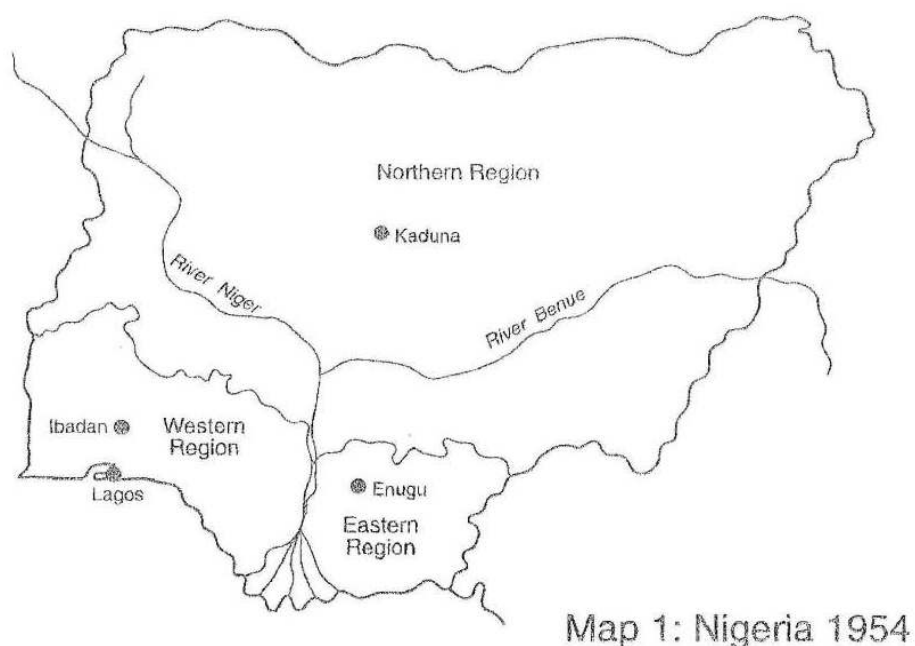 Northern Region
Kaduna
River Niger
River Benue
Ibadan
Western
Region
Lagos
Enugu
Eastern
Region
Map 1: Nigeria 1954